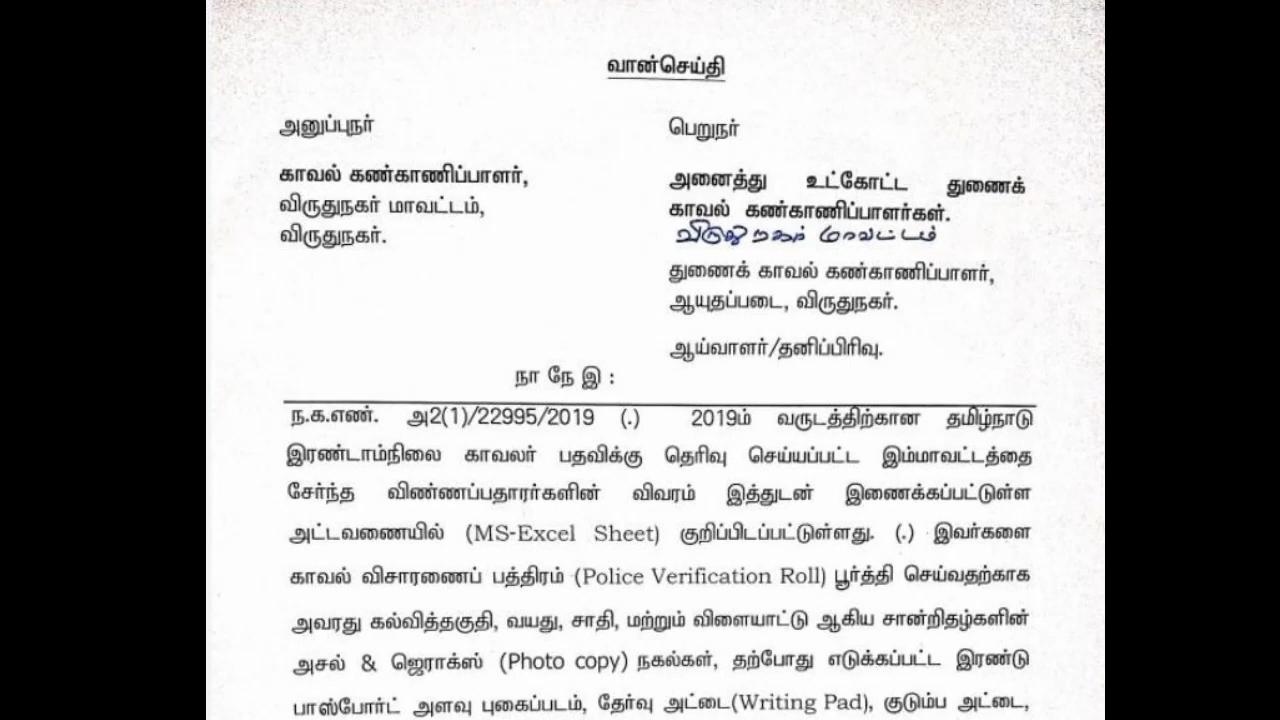 வான்செய்தி
அனுப்புநர்
காவல் கண்காணிப்பாளர்,
விருதுநகர் மாவட்டம்,
விருதுநகர்.
பெறுநர்
அனைத்து உட்கோட்ட துணைக்
காவல் கண்காணிப்பாளர்கள்.
விருதுநகர் மாவட்டம்
துணைக் காவல் கண்காணிப்பாளர்,
ஆயுதப்படை, விருதுநகர்.
ஆய்வாளர்/தனிப்பிரிவு.
நா நே இ :
ந.க.எண். அ2(1)/22995/2019 (.) 2019ம் வருடத்திற்கான தமிழ்நாடு
இரண்டாம்நிலை காவலர் பதவிக்கு தெரிவு செய்யப்பட்ட இம்மாவட்டத்தை
சேர்ந்த விண்ணப்பதாரர்களின் விவரம் இத்துடன் இணைக்கப்பட்டுள்ள
அட்டவணையில் (MS-Excel Sheet) குறிப்பிடப்பட்டுள்ளது. (.) இவர்களை
காவல் விசாரணைப் பத்திரம் (Police Verification Roll) பூர்த்தி செய்வதற்காக
அவரது கல்வித்தகுதி, வயது, சாதி, மற்றும் விளையாட்டு ஆகிய சான்றிதழ்களின்
அசல் & ஜெராக்ஸ் (Photo copy) நகல்கள், தற்போது எடுக்கப்பட்ட இரண்டு
பாஸ்போர்ட் அளவு புகைப்படம், தேர்வு அட்டை(Writing Pad), குடும்ப அட்டை,